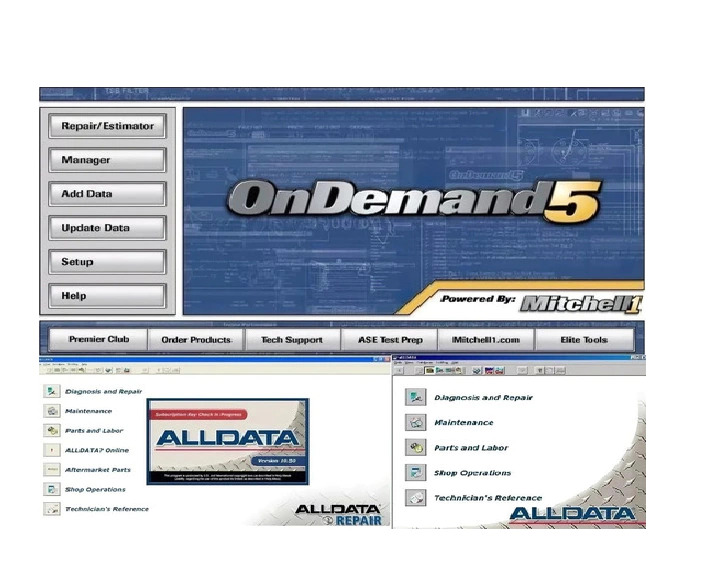 Repair/Estimator
Manager
Add Data
Update Data
Setup
Help
OnDemand5
Powered By: Mitchell1
Premier Club
Order Products
Tech Support
ASE Test Prep
Mitchell1.com
Elite Tools
Diagnosis and Repair
Maintenance
Parts and Labor
ALLDATA? Online
Aftermarket Parts
Shop Operations
Technician's Reference
Subscription Key Check in Progress
ALLDATA
Version 10.50
ALLDATA
REPAIR
Diagnosis and Repair
Maintenance
Parts and Labor
Shop Operations
Technician's Reference
ALLDATA